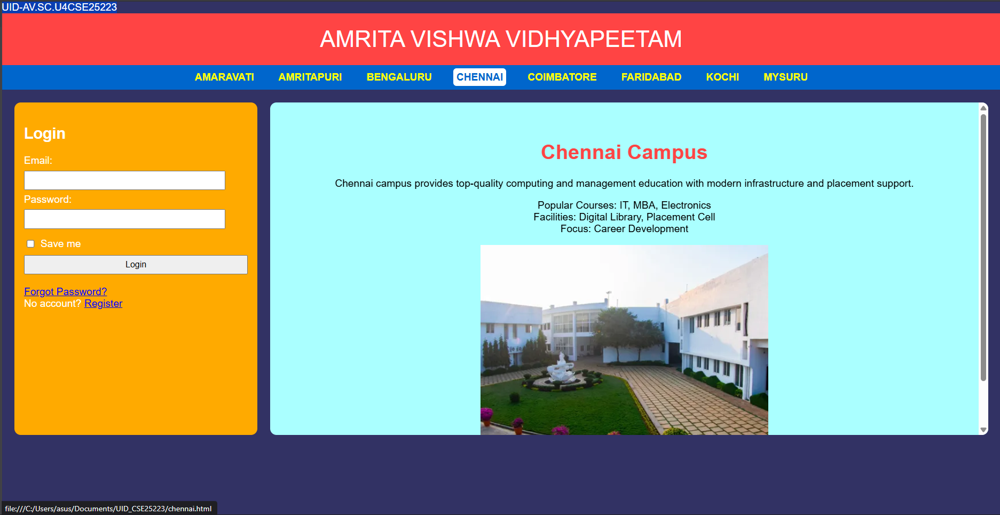 UID-AV.SC.U4CSE25223
AMRITA VISHWA VIDHYAPEETAM
AMARAVATI AMRITAPURI BENGALURU CHENNAI COIMBATORE FARIDABAD KOCHI MYSURU
Login
Email:
Password:
Save me
Login
Forgot Password?
No account? Register
Chennai Campus
Chennai campus provides top-quality computing and management education with modern infrastructure and placement support.
Popular Courses: IT, MBA, Electronics
Facilities: Digital Library, Placement Cell
Focus: Career Development
file:///C:/Users/asus/Documents/UID_CSE25223/chennai.html